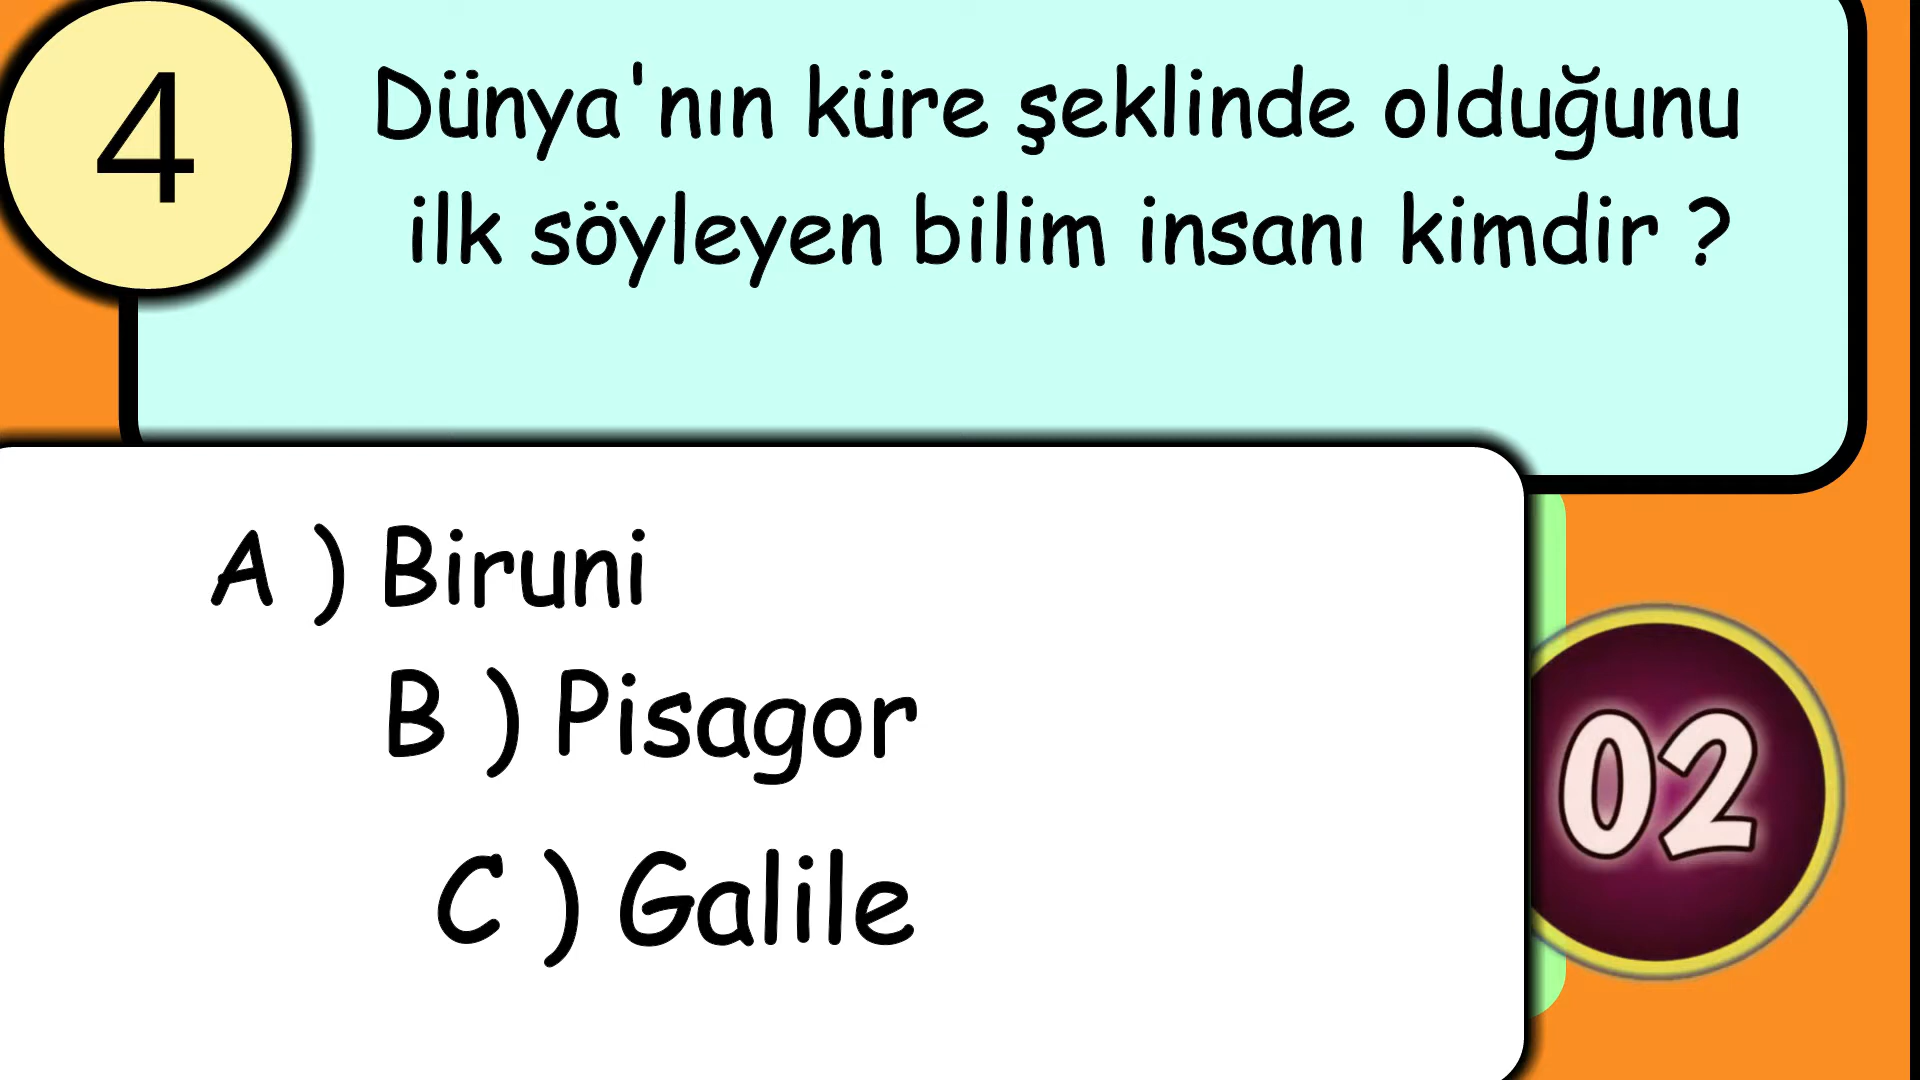 4
Dünya'nın küre şeklinde olduğunu
ilk söyleyen bilim insanı kimdir ?
A ) Biruni
B ) Pisagor
C ) Galile
02